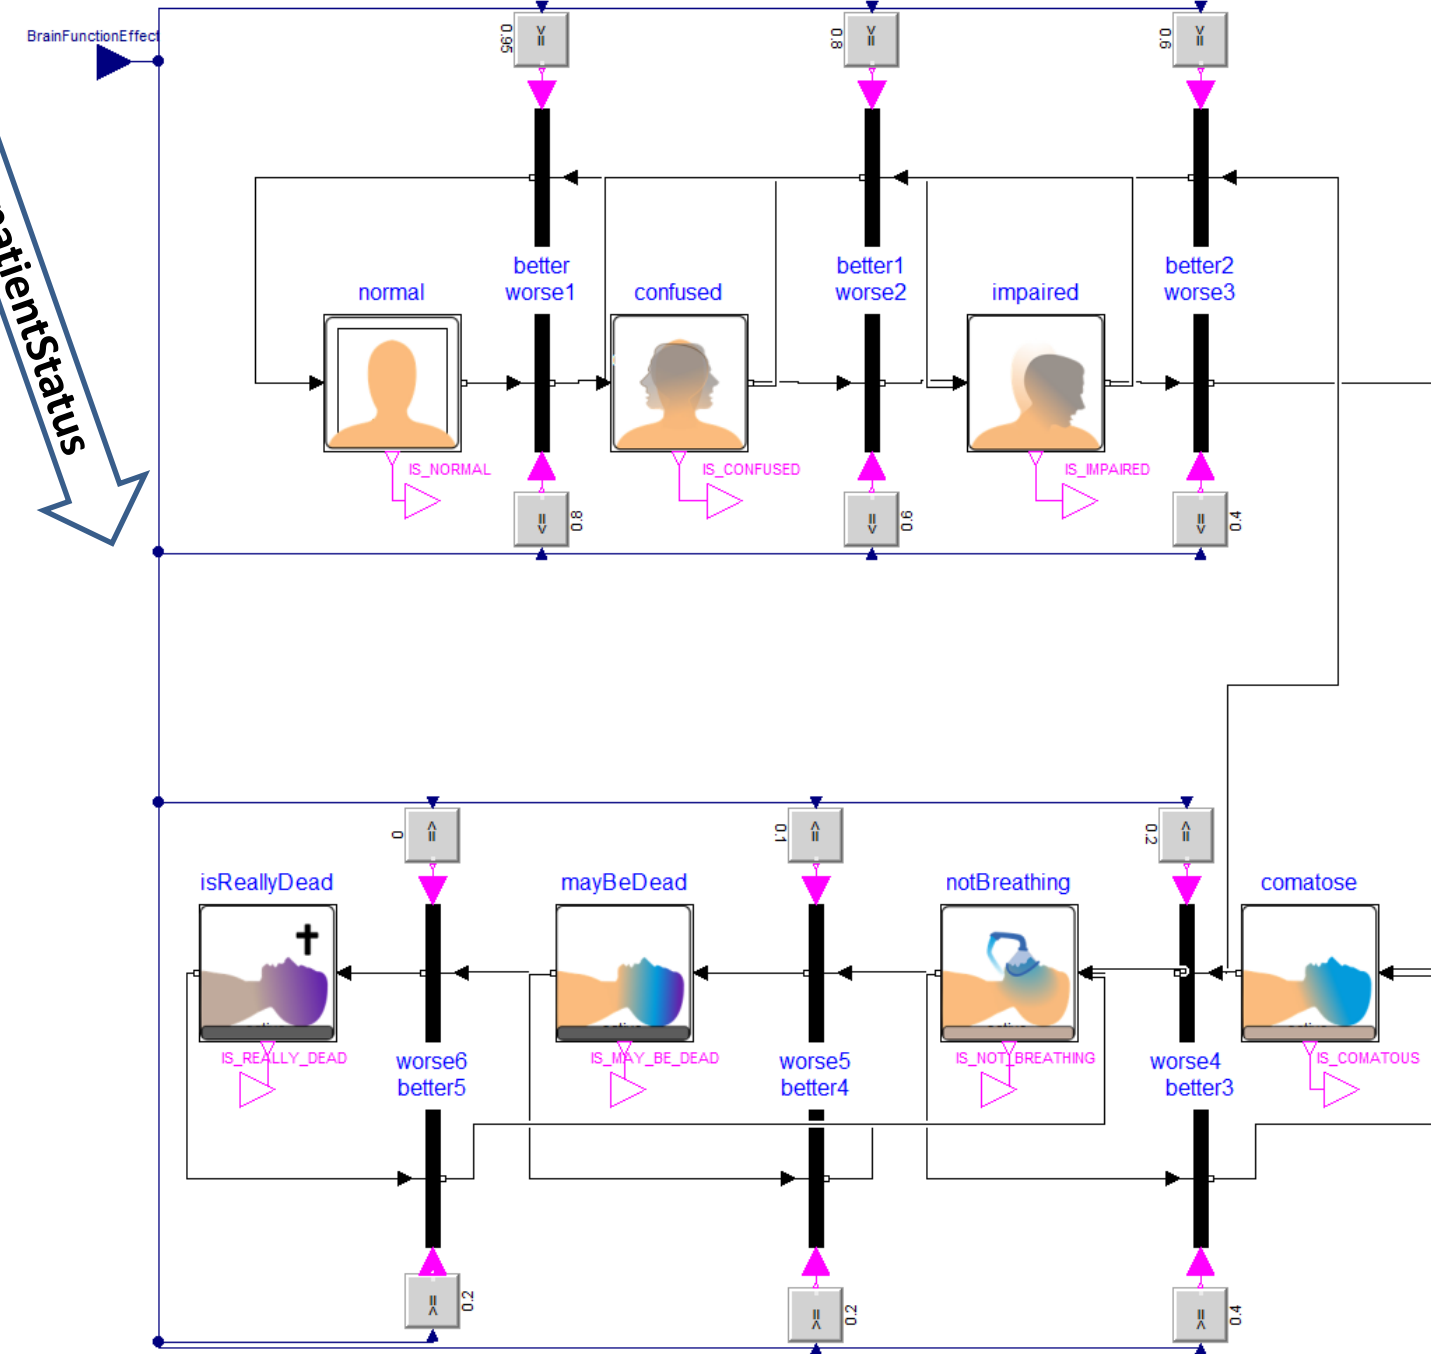 BrainFunctionEffect
0.95
>=
0.8
>=
0.6
>=
better
worse1
better1
worse2
better2
worse3
normal
confused
impaired
patientStatus
IS_NORMAL
IS_CONFUSED
IS_IMPAIRED
<=
0.8
<=
0.6
<=
0.4
0
<=
0.1
<=
0.2
<=
isReallyDead
mayBeDead
notBreathing
comatose
IS_REALLY_DEAD
IS_MAY_BE_DEAD
IS_NOT_BREATHING
IS_COMATOUS
worse6
better5
worse5
better4
worse4
better3
>=
0.2
>=
0.2
>=
0.4